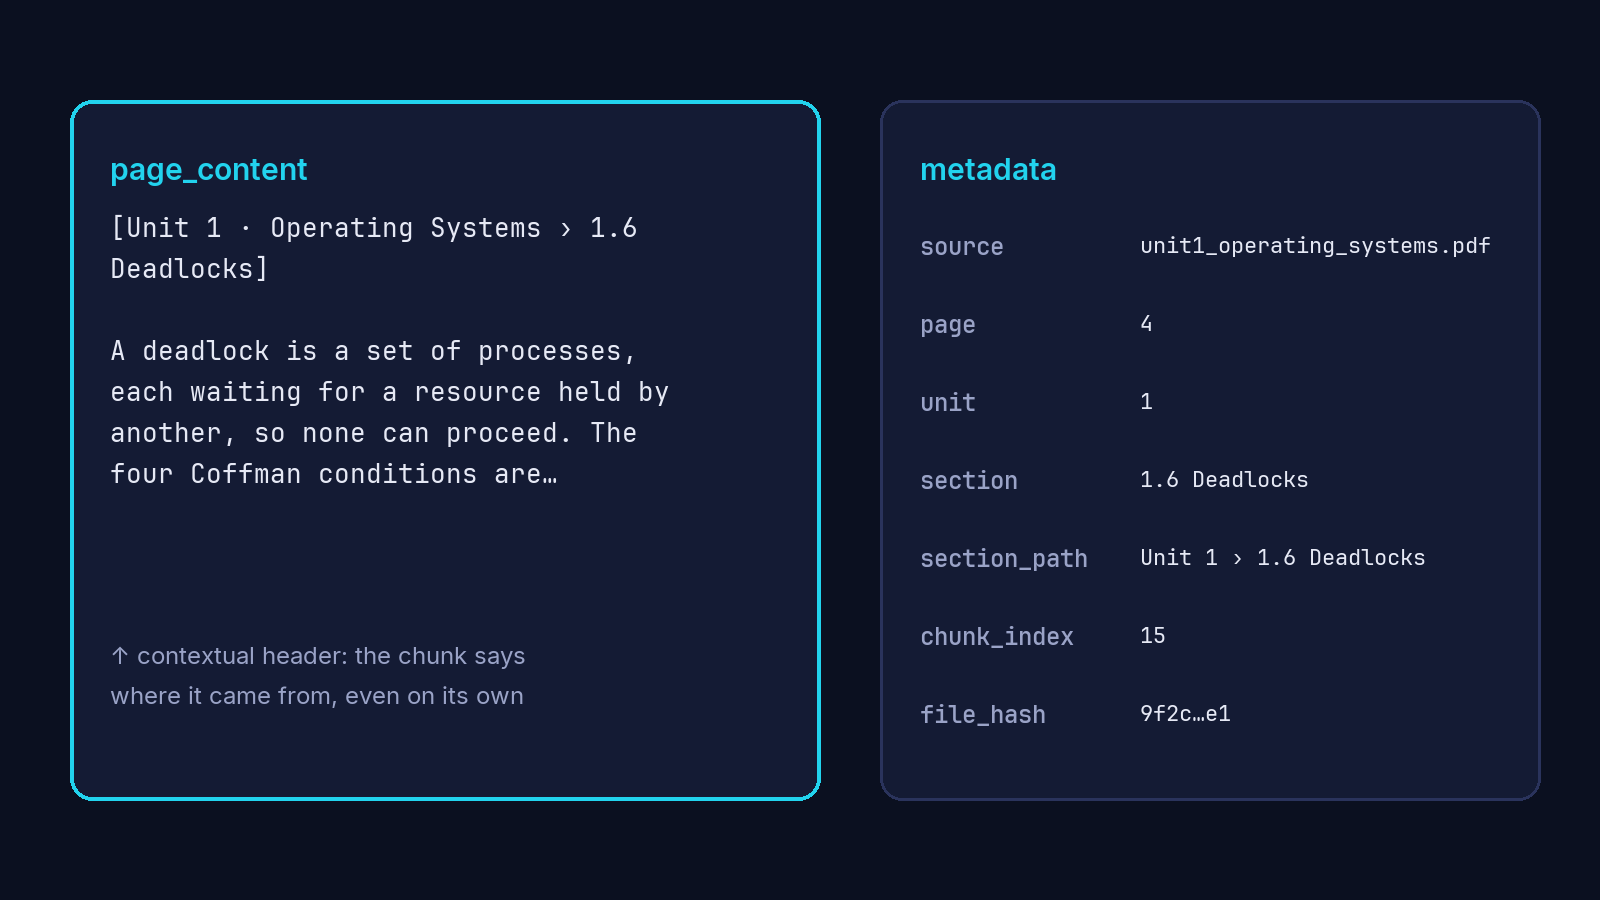 page_content
[Unit 1 · Operating Systems › 1.6
Deadlocks]
A deadlock is a set of processes,
each waiting for a resource held by
another, so none can proceed. The
four Coffman conditions are…
↑ contextual header: the chunk says
where it came from, even on its own
metadata
source unit1_operating_systems.pdf
page 4
unit 1
section 1.6 Deadlocks
section_path Unit 1 › 1.6 Deadlocks
chunk_index 15
file_hash 9f2c…e1